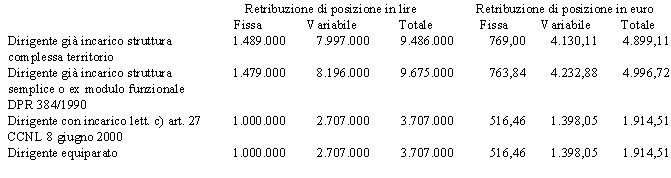 Retribuzione di posizione in lire Retribuzione di posizione in euro
Fissa Variabile Totale Fissa Variabile Totale
Dirigente già incarico struttura 1.489.000 7.997.000 9.486.000 769,00 4.130,11 4.899,11
complessa territorio
Dirigente già incarico struttura 1.479.000 8.196.000 9.675.000 763,84 4.232,88 4.996,72
semplice o ex modulo funzionale
DPR 384/1990
Dirigente con incarico lett. c) art. 27 1.000.000 2.707.000 3.707.000 516,46 1.398,05 1.914,51
CCNL 8 giugno 2000
Dirigente equiparato 1.000.000 2.707.000 3.707.000 516,46 1.398,05 1.914,51